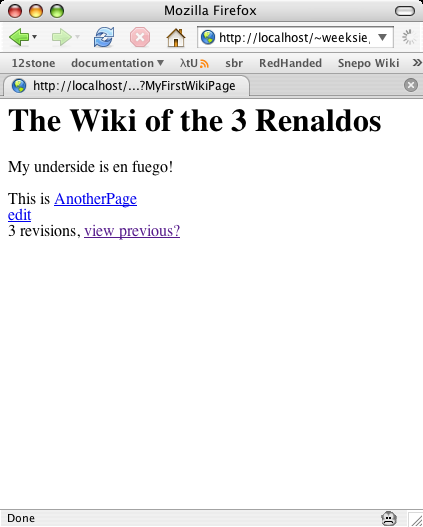 Mozilla Firefox
http://localhost/~weeksie
12stone documentation λtU sbr RedHanded Snepo Wiki
http://localhost/...?MyFirstWikiPage
The Wiki of the 3 Renaldos
My underside is en fuego!
This is AnotherPage
edit
3 revisions, view previous?
Done